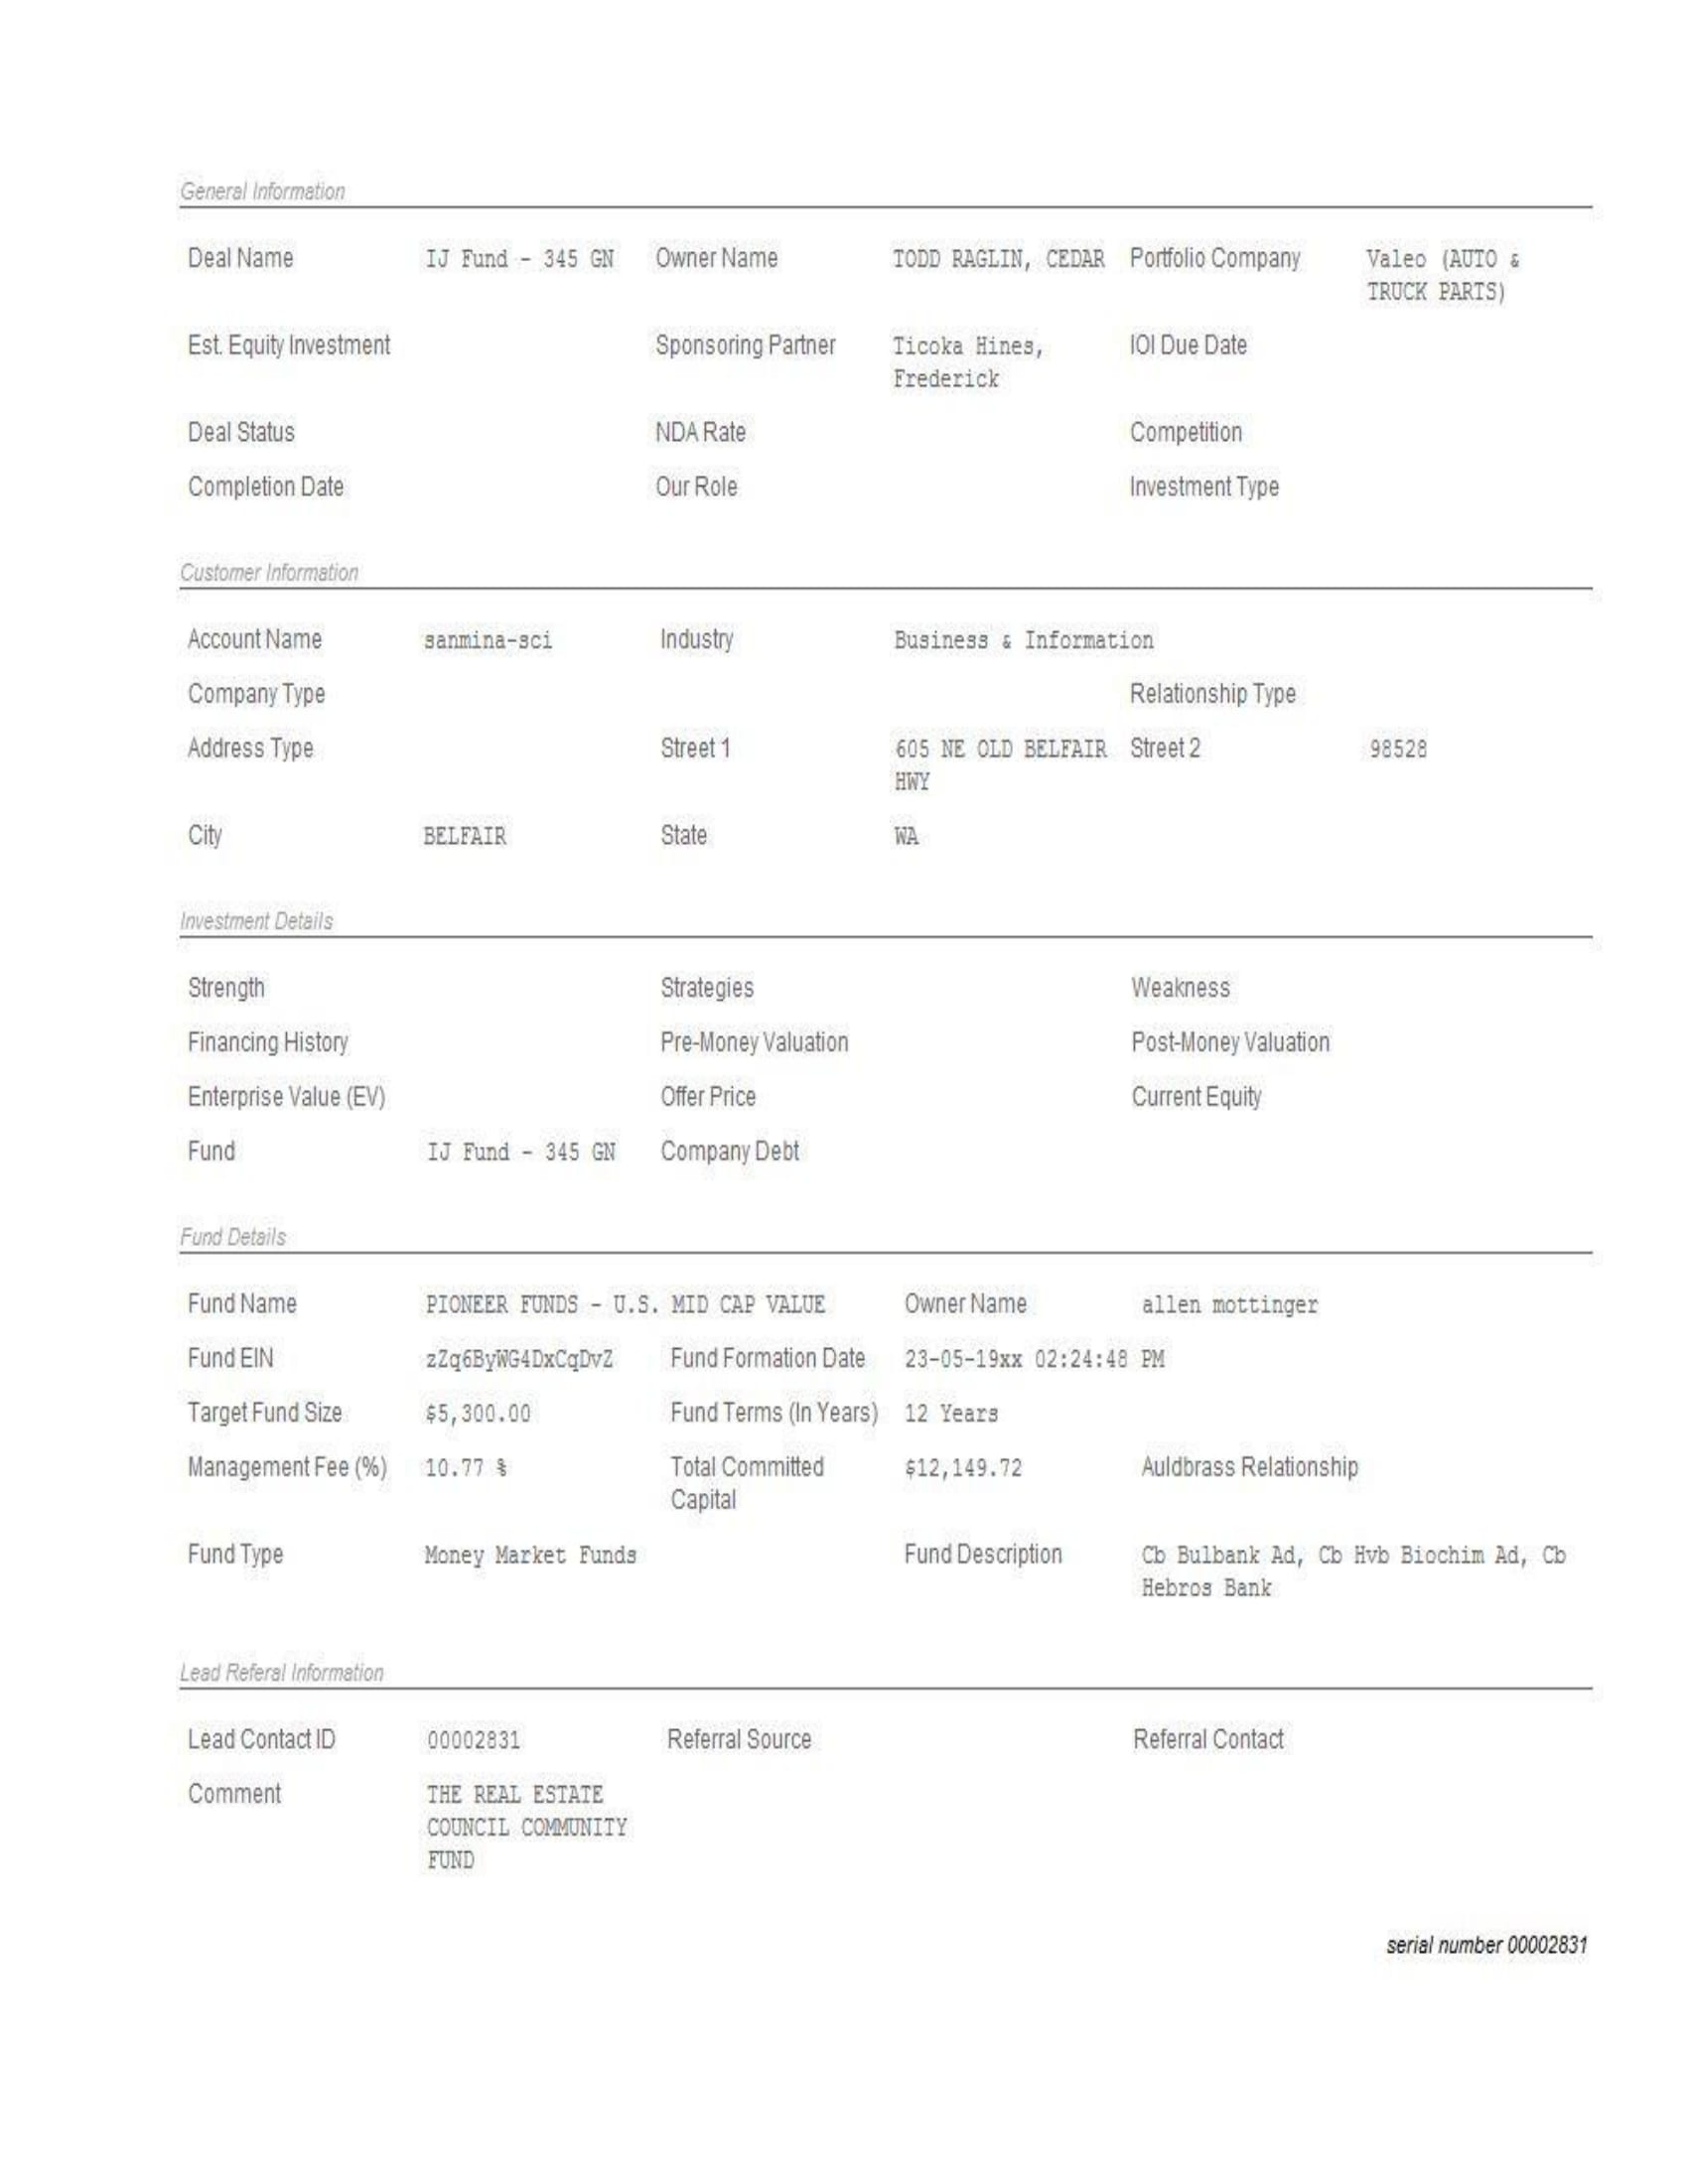 General Information
Deal Name IJ Fund - 345 GN Owner Name TODD RAGLIN, CEDAR Portfolio Company Valeo (AUTO &
TRUCK PARTS)
Est. Equity Investment Sponsoring Partner Ticoka Hines, IOI Due Date
Frederick
Deal Status NDA Rate Competition
Completion Date Our Role Investment Type
Customer Information
Account Name sanmina-sci Industry Business & Information
Company Type Relationship Type
Address Type Street 1 605 NE OLD BELFAIR Street 2 98528
HWY
City BELFAIR State WA
Investment Details
Strength Strategies Weakness
Financing History Pre-Money Valuation Post-Money Valuation
Enterprise Value (EV) Offer Price Current Equity
Fund IJ Fund - 345 GN Company Debt
Fund Details
Fund Name PIONEER FUNDS - U.S. MID CAP VALUE Owner Name allen mottinger
Fund EIN zZq6ByWG4DxCqDvZ Fund Formation Date 23-05-19xx 02:24:48 PM
Target Fund Size $5,300.00 Fund Terms (In Years) 12 Years
Management Fee (%) 10.77 % Total Committed $12,149.72 Auldbrass Relationship
Capital
Fund Type Money Market Funds Fund Description Cb Bulbank Ad, Cb Hvb Biochim Ad, Cb
Hebros Bank
Lead Referal Information
Lead Contact ID 00002831 Referral Source Referral Contact
Comment THE REAL ESTATE
COUNCIL COMMUNITY
FUND
serial number 00002831